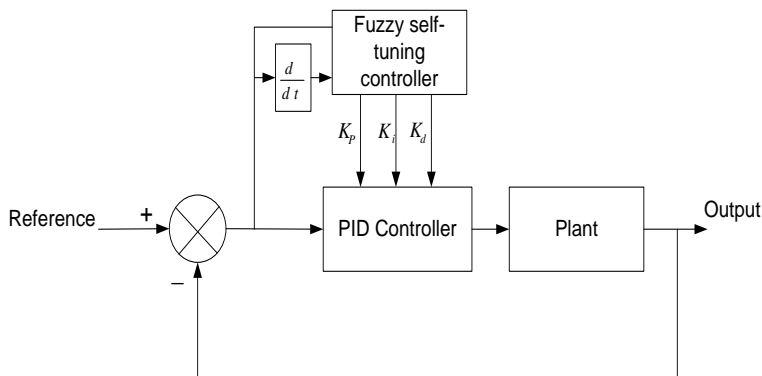 Fuzzy self-
tuning
controller
d
dt
K_P
K_i
K_d
Reference
+
PID Controller
Plant
Output
−